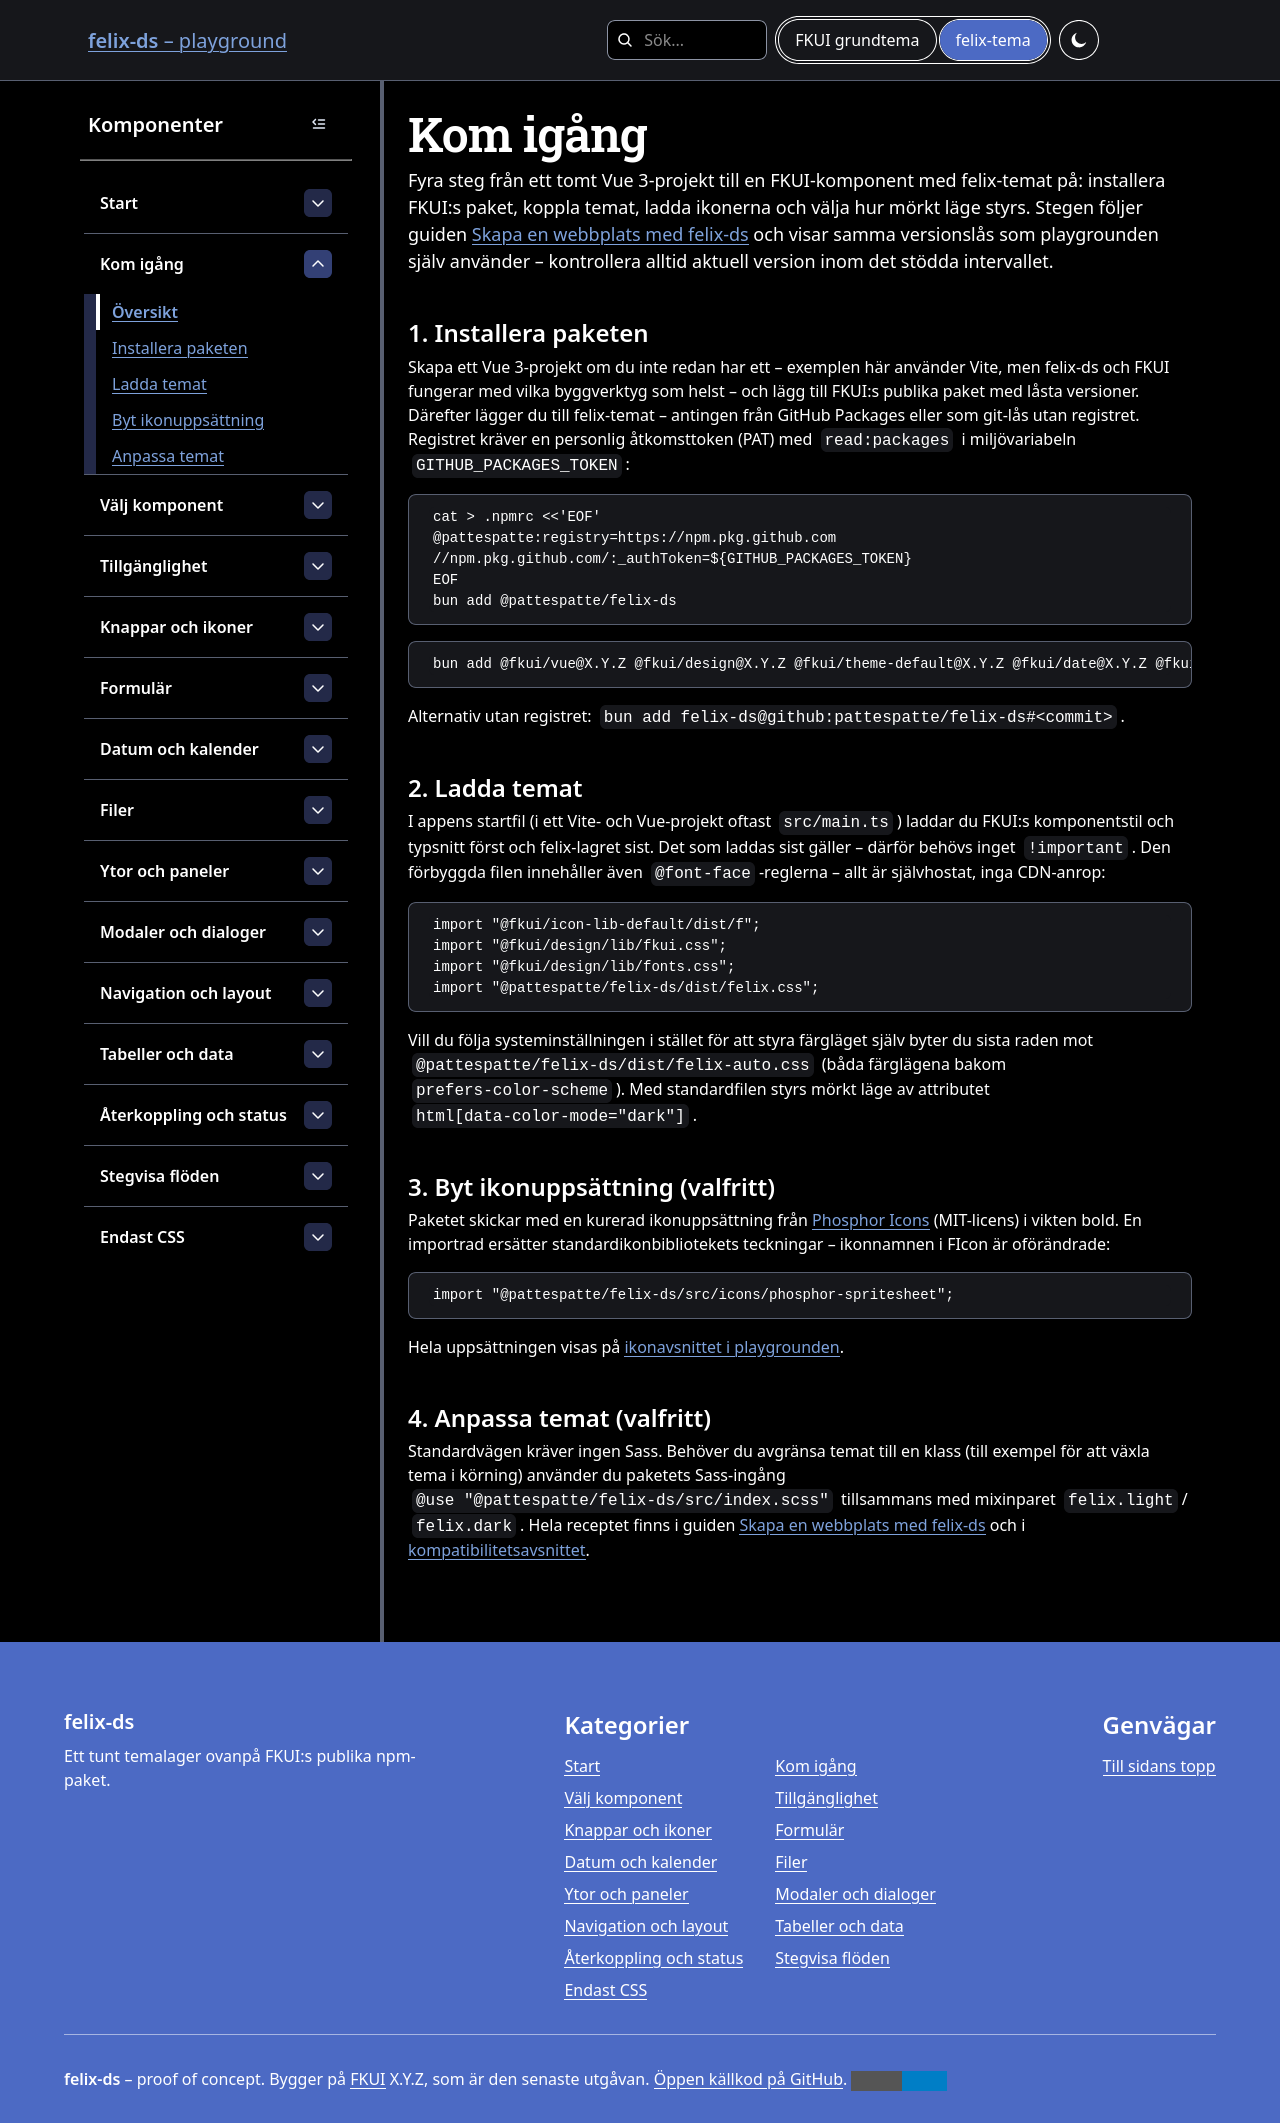 felix-ds – playground
Sök...
FKUI grundtema
felix-tema
Komponenter
Start
Kom igång
Översikt
Installera paketen
Ladda temat
Byt ikonuppsättning
Anpassa temat
Välj komponent
Tillgänglighet
Knappar och ikoner
Formulär
Datum och kalender
Filer
Ytor och paneler
Modaler och dialoger
Navigation och layout
Tabeller och data
Återkoppling och status
Stegvisa flöden
Endast CSS
Kom igång
Fyra steg från ett tomt Vue 3-projekt till en FKUI-komponent med felix-temat på: installera
FKUI:s paket, koppla temat, ladda ikonerna och välja hur mörkt läge styrs. Stegen följer
guiden Skapa en webbplats med felix-ds och visar samma versionslås som playgrounden
själv använder – kontrollera alltid aktuell version inom det stödda intervallet.
1. Installera paketen
Skapa ett Vue 3-projekt om du inte redan har ett – exemplen här använder Vite, men felix-ds och FKUI
fungerar med vilka byggverktyg som helst – och lägg till FKUI:s publika paket med låsta versioner.
Därefter lägger du till felix-temat – antingen från GitHub Packages eller som git-lås utan registret.
Registret kräver en personlig åtkomsttoken (PAT) med read:packages i miljövariabeln
GITHUB_PACKAGES_TOKEN :
cat > .npmrc <<'EOF'
@pattespatte:registry=https://npm.pkg.github.com
//npm.pkg.github.com/:_authToken=${GITHUB_PACKAGES_TOKEN}
EOF
bun add @pattespatte/felix-ds
bun add @fkui/vue@X.Y.Z @fkui/design@X.Y.Z @fkui/theme-default@X.Y.Z @fkui/date@X.Y.Z @fkui
Alternativ utan registret: bun add felix-ds@github:pattespatte/felix-ds#<commit> .
2. Ladda temat
I appens startfil (i ett Vite- och Vue-projekt oftast src/main.ts ) laddar du FKUI:s komponentstil och
typsnitt först och felix-lagret sist. Det som laddas sist gäller – därför behövs inget !important . Den
förbyggda filen innehåller även @font-face -reglerna – allt är självhostat, inga CDN-anrop:
import "@fkui/icon-lib-default/dist/f";
import "@fkui/design/lib/fkui.css";
import "@fkui/design/lib/fonts.css";
import "@pattespatte/felix-ds/dist/felix.css";
Vill du följa systeminställningen i stället för att styra färgläget själv byter du sista raden mot
@pattespatte/felix-ds/dist/felix-auto.css (båda färglägena bakom
prefers-color-scheme ). Med standardfilen styrs mörkt läge av attributet
html[data-color-mode="dark"] .
3. Byt ikonuppsättning (valfritt)
Paketet skickar med en kurerad ikonuppsättning från Phosphor Icons (MIT-licens) i vikten bold. En
importrad ersätter standardikonbibliotekets teckningar – ikonnamnen i FIcon är oförändrade:
import "@pattespatte/felix-ds/src/icons/phosphor-spritesheet";
Hela uppsättningen visas på ikonavsnittet i playgrounden.
4. Anpassa temat (valfritt)
Standardvägen kräver ingen Sass. Behöver du avgränsa temat till en klass (till exempel för att växla
tema i körning) använder du paketets Sass-ingång
@use "@pattespatte/felix-ds/src/index.scss" tillsammans med mixinparet felix.light /
felix.dark . Hela receptet finns i guiden Skapa en webbplats med felix-ds och i
kompatibilitetsavsnittet.
felix-ds
Ett tunt temalager ovanpå FKUI:s publika npm-
paket.
Kategorier
Start
Kom igång
Välj komponent
Tillgänglighet
Knappar och ikoner
Formulär
Datum och kalender
Filer
Ytor och paneler
Modaler och dialoger
Navigation och layout
Tabeller och data
Återkoppling och status
Stegvisa flöden
Endast CSS
Genvägar
Till sidans topp
felix-ds – proof of concept. Bygger på FKUI X.Y.Z, som är den senaste utgåvan. Öppen källkod på GitHub.